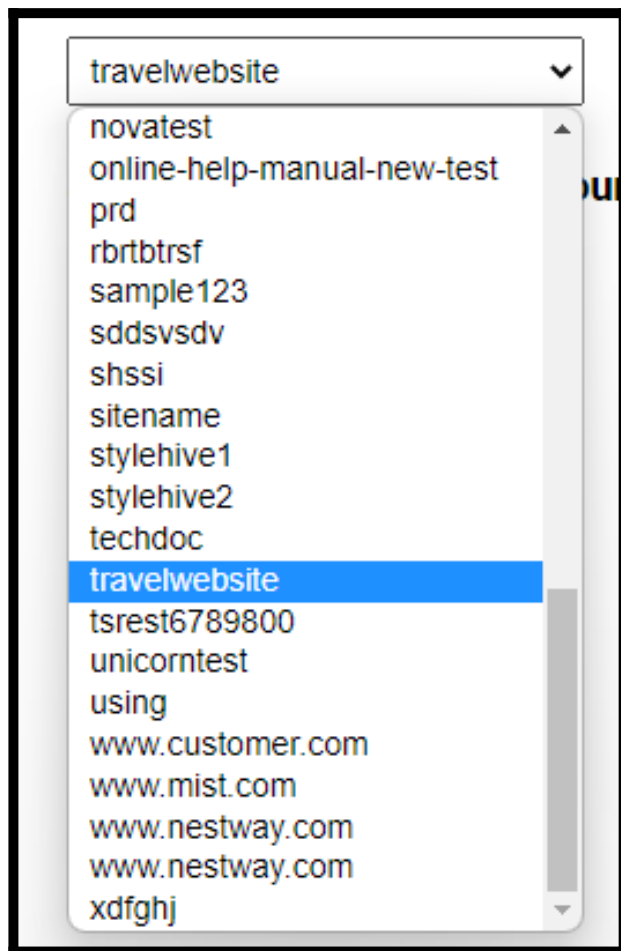 travelwebsite
novatest
online-help-manual-new-test
prd
rbrtbtrsf
sample123
sddsvsdv
shssi
sitename
stylehive1
stylehive2
techdoc
travelwebsite
tsrest6789800
unicorntest
using
www.customer.com
www.mist.com
www.nestway.com
www.nestway.com
xdfghj